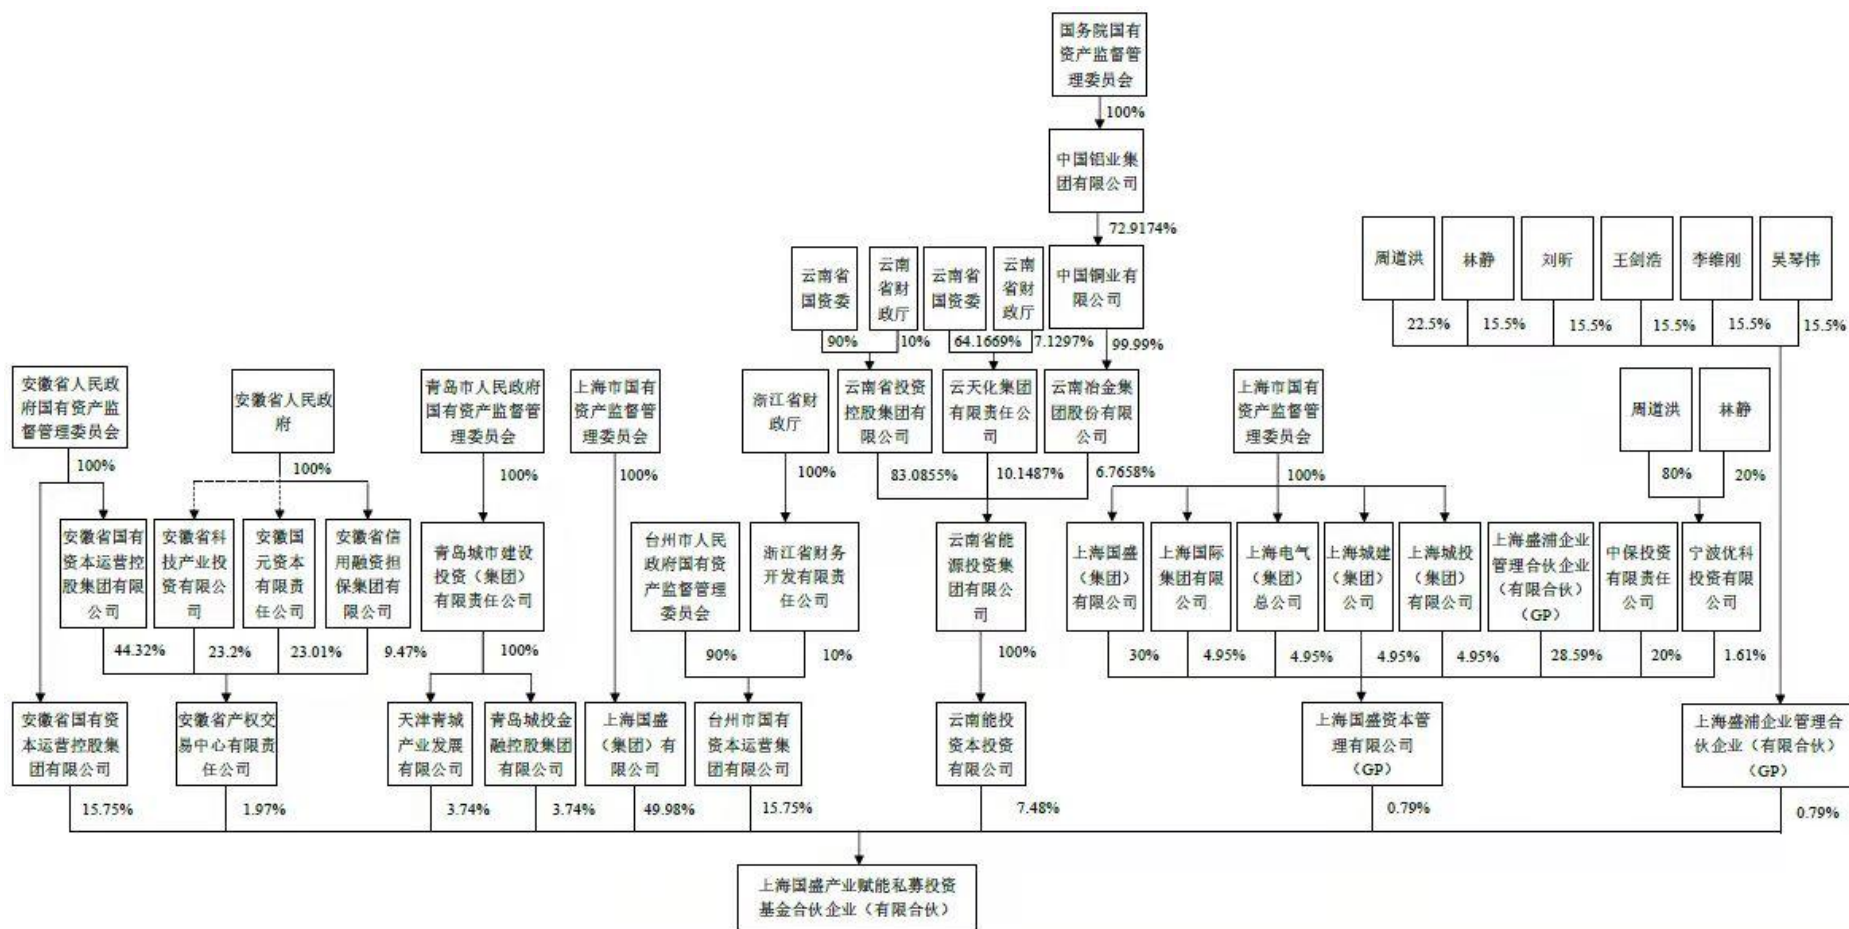 国务院国有
资产监督管
理委员会
100%
中国铝业集
团有限公司
72.9174%
云南省
国资委
云南
省财
政厅
云南省
国资委
云南
省财
政厅
中国铜业有
限公司
周道洪
林静
刘昕
王剑浩
李维刚
吴琴伟
90%
10%
64.1669%
7.1297%
99.99%
22.5%
15.5%
15.5%
15.5%
15.5%
15.5%
安徽省人民政
府国有资产监
督管理委员会
安徽省人民政
府
青岛市人民政府
国有资产监督管
理委员会
上海市国有
资产监督管
理委员会
浙江省财
政厅
云南省投资
控股集团有
限公司
云天化集团
有限责任公
司
云南冶金集
团股份有限
公司
上海市国有
资产监督管
理委员会
周道洪
林静
100%
100%
100%
100%
100%
83.0855%
10.1487%
6.7658%
100%
80%
20%
安徽省国有
资本运营控
股集团有限
公司
安徽省科
技产业投
资有限公
司
安徽国
元资本
有限责
任公司
安徽省信
用融资担
保集团有
限公司
青岛城市建设
投资（集团）
有限责任公司
台州市人民
政府国有资
产监督管理
委员会
浙江省财务
开发有限责
任公司
云南省能
源投资集
团有限公
司
上海国盛
（集团）
有限公司
上海国际
集团有限
公司
上海电气
（集团）
总公司
上海城建
（集团）
公司
上海城投
（集团）
有限公司
上海盛浦企业
管理合伙企业
（有限合伙）
（GP）
中保投资
有限责任
公司
宁波优科
投资有限
公司
44.32%
23.2%
23.01%
9.47%
100%
90%
10%
100%
30%
4.95%
4.95%
4.95%
4.95%
28.59%
20%
1.61%
安徽省国有资
本运营控股集
团有限公司
安徽省产权交
易中心有限责
任公司
天津青城
产业发展
有限公司
青岛城投金
融控股集团
有限公司
上海国盛
（集团）有
限公司
台州市国有
资本运营集
团有限公司
云南能投
资本投资
有限公司
上海国盛资本管
理有限公司
（GP）
上海盛浦企业管理合
伙企业（有限合伙）
（GP）
15.75%
1.97%
3.74%
3.74%
49.98%
15.75%
7.48%
0.79%
0.79%
上海国盛产业赋能私募投资
基金合伙企业（有限合伙）